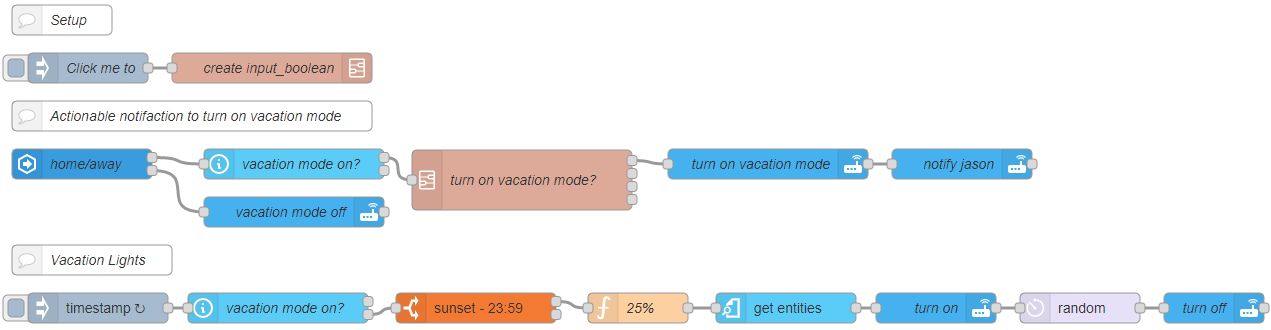 Setup
Click me to
create input_boolean
Actionable notifaction to turn on vacation mode
home/away
vacation mode on?
turn on vacation mode?
turn on vacation mode
notify jason
vacation mode off
Vacation Lights
timestamp ↻
vacation mode on?
sunset - 23:59
25%
get entities
turn on
random
turn off